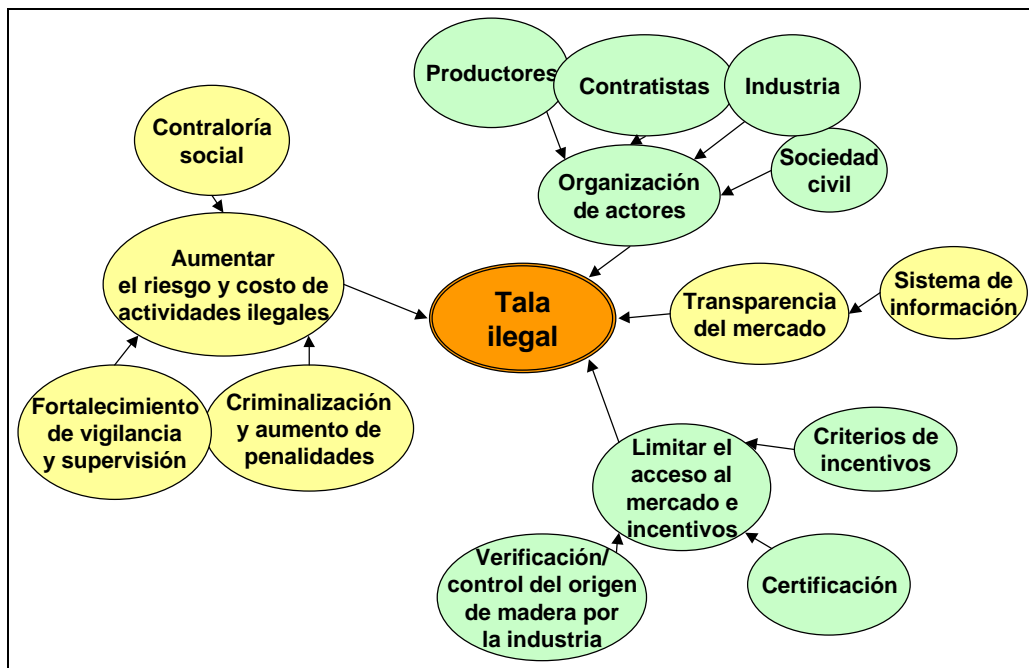 Productores
Contratistas
Industria
Contraloría
social
Sociedad
civil
Organización
de actores
Aumentar
el riesgo y costo de
actividades ilegales
Tala
ilegal
Transparencia
del mercado
Sistema de
información
Fortalecimiento
de vigilancia
y supervisión
Criminalización
y aumento de
penalidades
Limitar el
acceso al
mercado e
incentivos
Criterios de
incentivos
Verificación/
control del origen
de madera por
la industria
Certificación